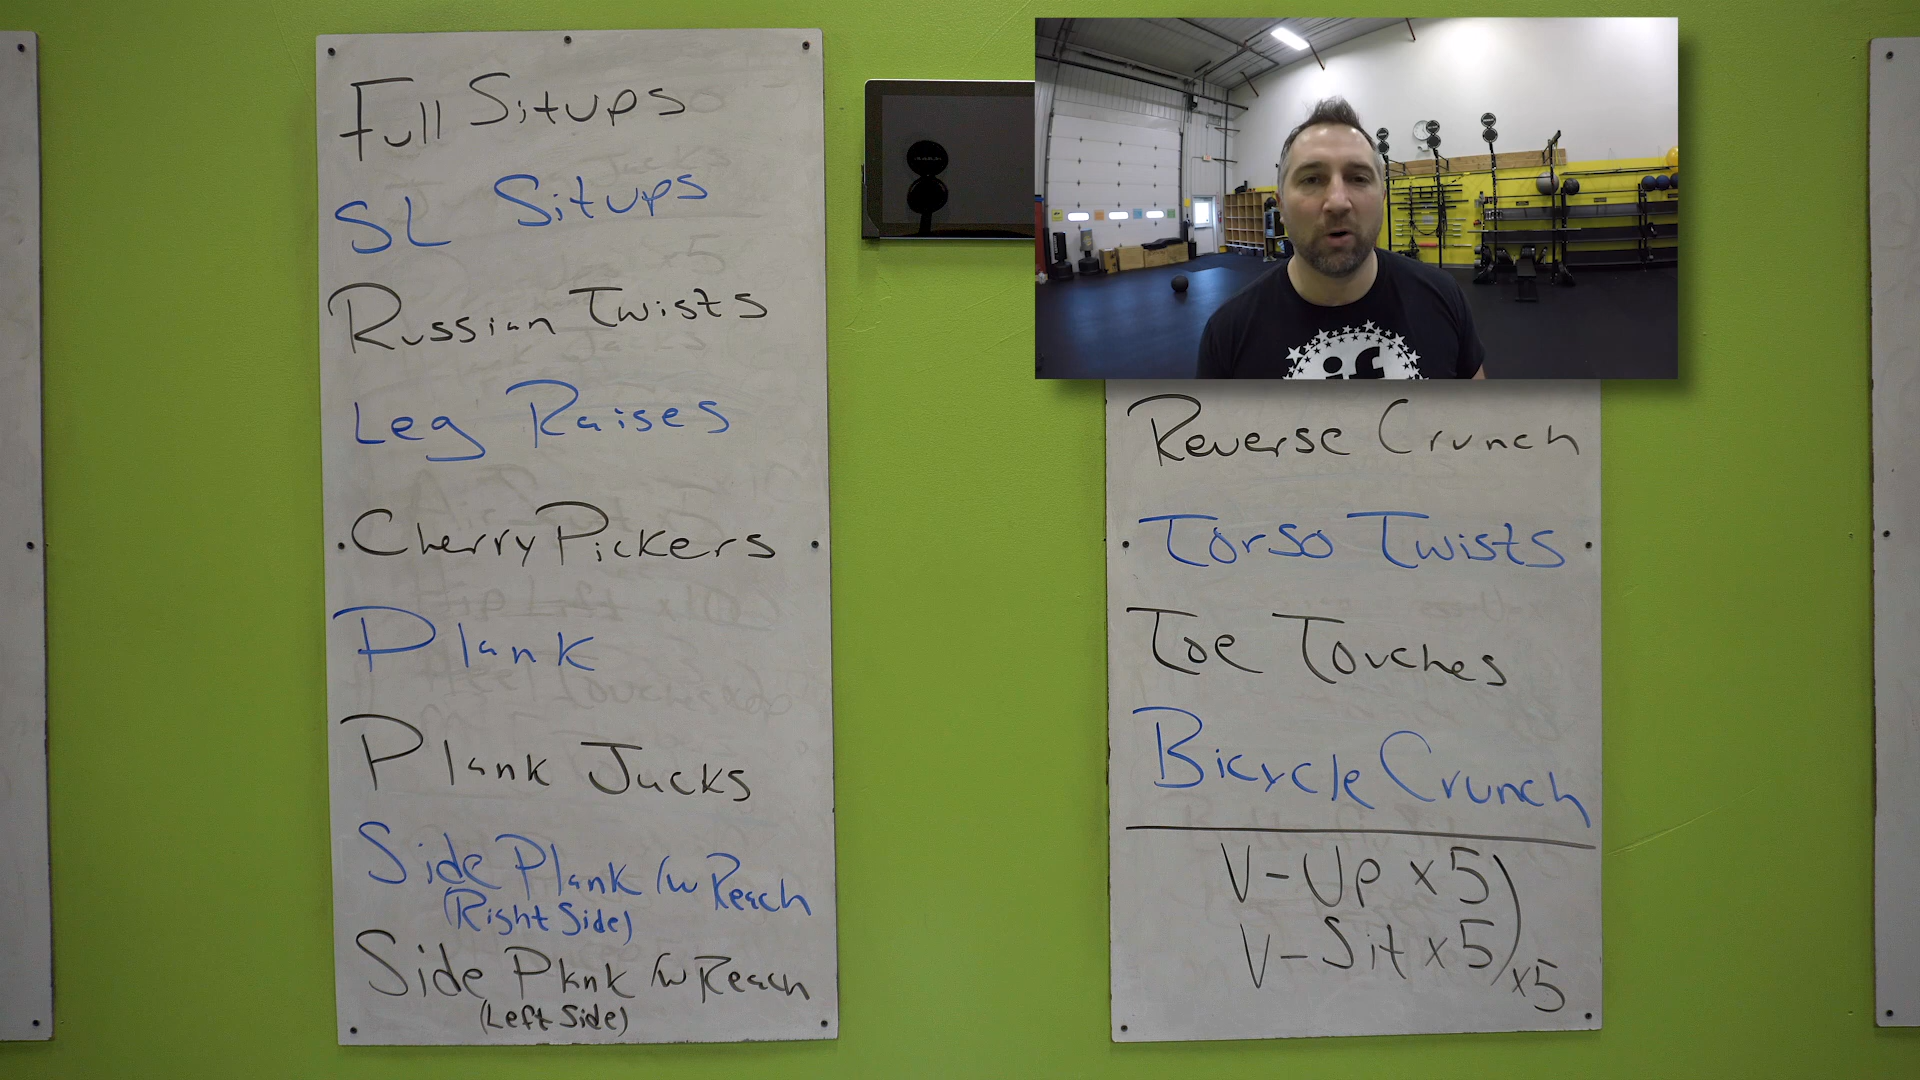 Full Situps
SL Situps
Russian Twists
Leg Raises
Cherry Pickers
Plank
Plank Jacks
Side Plank /w Reach
(Right Side)
Side Plank /w Reach
(Left Side)
if
Reverse Crunch
Torso Twists
Toe Touches
Bicycle Crunch
V-Up x5
V-Sit x5
x5